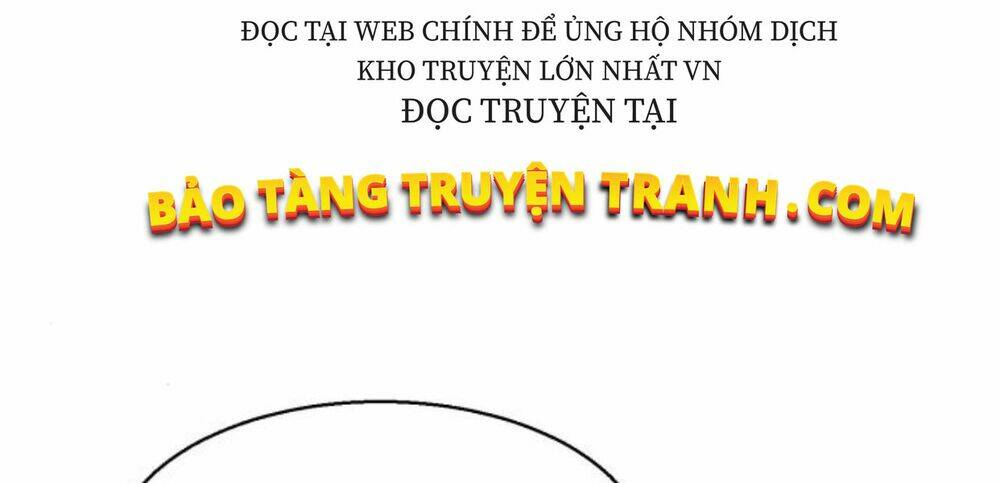 ĐỌC TẠI WEB CHÍNH ĐỂ ỦNG HỘ NHÓM DỊCH
KHO TRUYỆN LỚN NHẤT VN
ĐỌC TRUYỆN TẠI
BẢO TÀNG TRUYỆN TRANH.COM